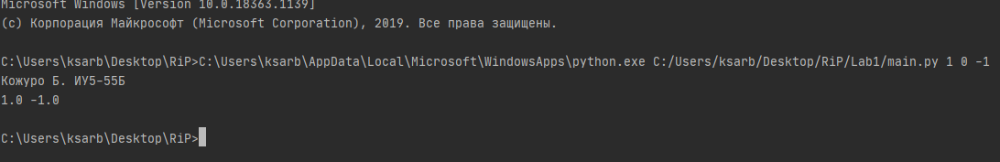 Microsoft Windows [Version 10.0.18363.1139]
(c) Корпорация Майкрософт (Microsoft Corporation), 2019. Все права защищены.
C:\Users\ksarb\Desktop\RiP>C:\Users\ksarb\AppData\Local\Microsoft\WindowsApps\python.exe C:/Users/ksarb/Desktop/RiP/Lab1/main.py 1 0 -1
Кожуро Б. ИУ5-55Б
1.0 -1.0
C:\Users\ksarb\Desktop\RiP>